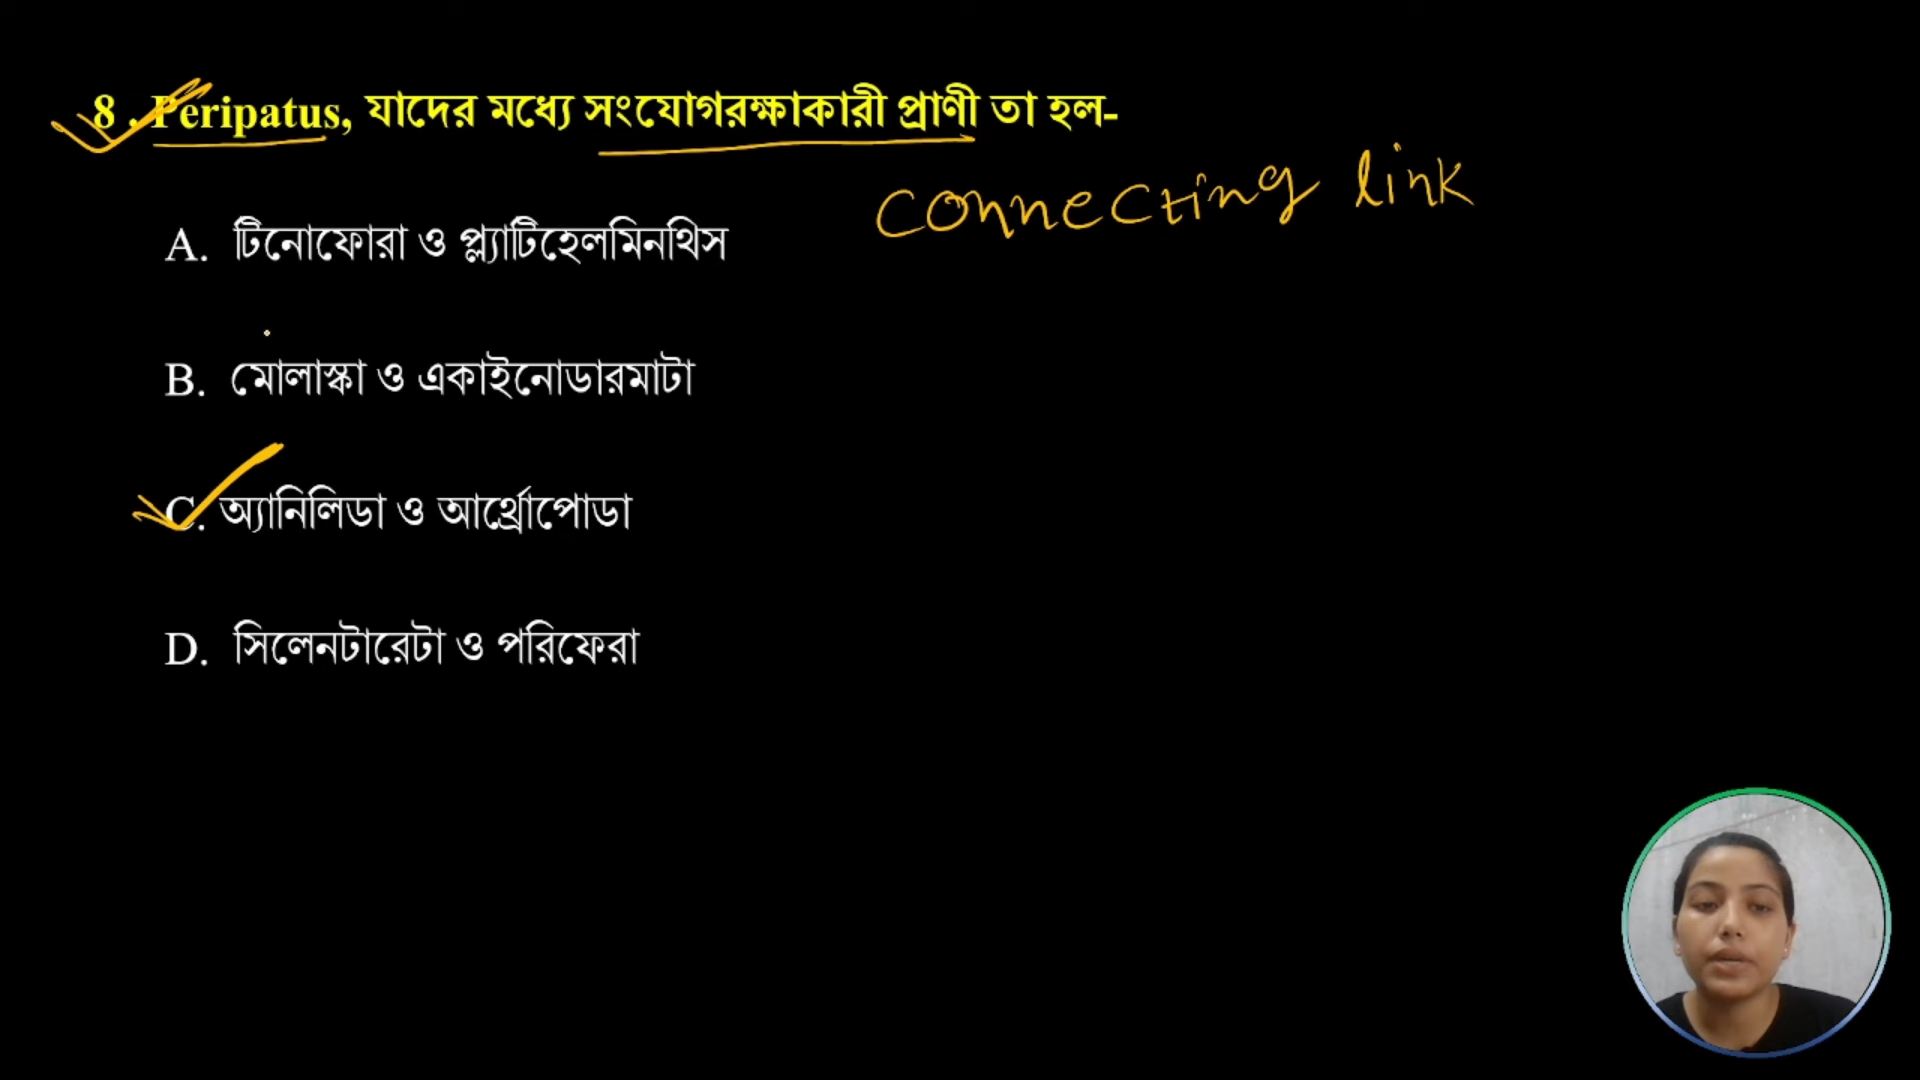 8 . Peripatus, যাদের মধ্যে সংযোগরক্ষাকারী প্রাণী তা হল-
connecting link
A. টিনোফোরা ও প্ল্যাটিহেলমিনথিস
B. মোলাস্কা ও একাইনোডারমাটা
C. অ্যানিলিডা ও আর্থ্রোপোডা
D. সিলেনটারেটা ও পরিফেরা